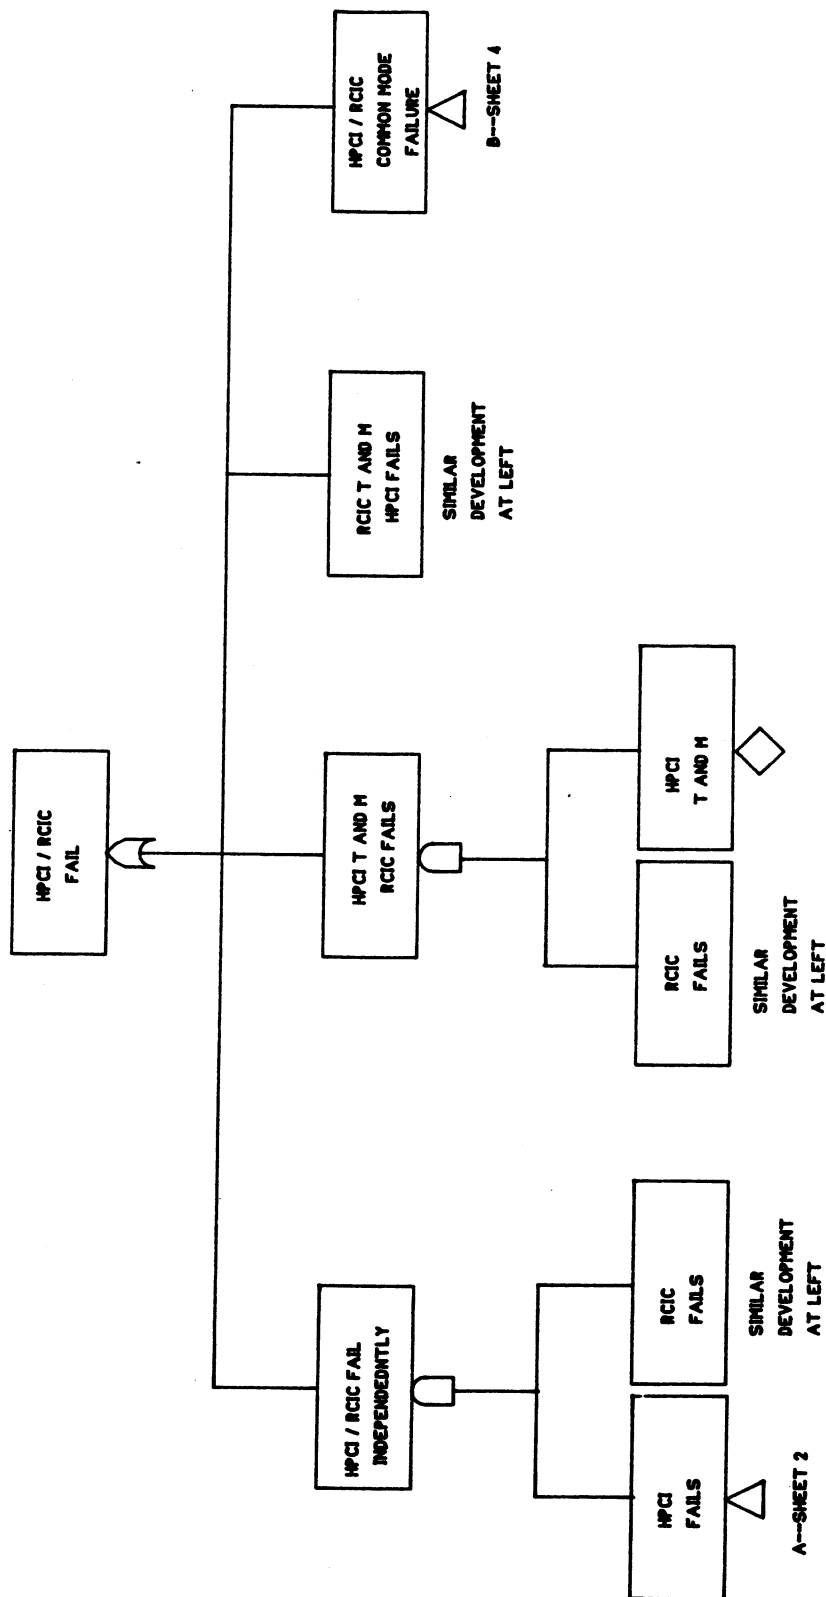 HPCI / RCIC
FAIL
HPCI / RCIC FAIL
INDEPENDEDNTLY
HPCI T AND M
RCIC FAILS
RCIC T AND M
HPCI FAILS
SIMILAR
DEVELOPMENT
AT LEFT
HPCI / RCIC
COMMON MODE
FAILURE
B--SHEET 4
HPCI
FAILS
A--SHEET 2
RCIC
FAILS
SIMILAR
DEVELOPMENT
AT LEFT
RCIC
FAILS
SIMILAR
DEVELOPMENT
AT LEFT
HPCI
T AND M